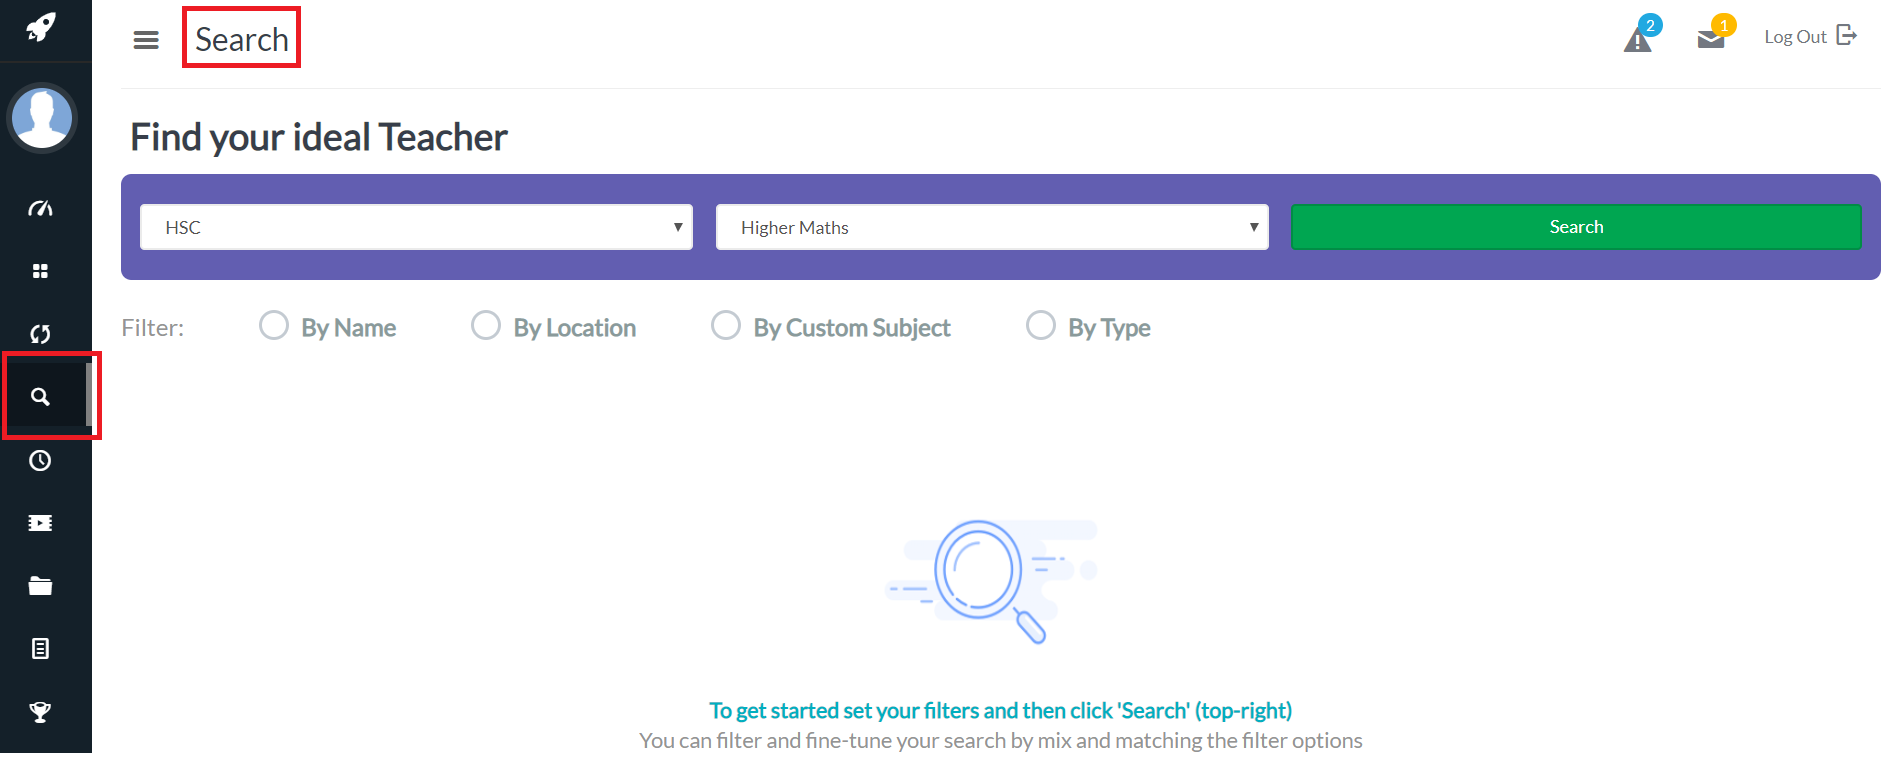 Search
2
1
Log Out
Find your ideal Teacher
HSC
Higher Maths
Search
Filter:
By Name
By Location
By Custom Subject
By Type
To get started set your filters and then click 'Search' (top-right)
You can filter and fine-tune your search by mix and matching the filter options